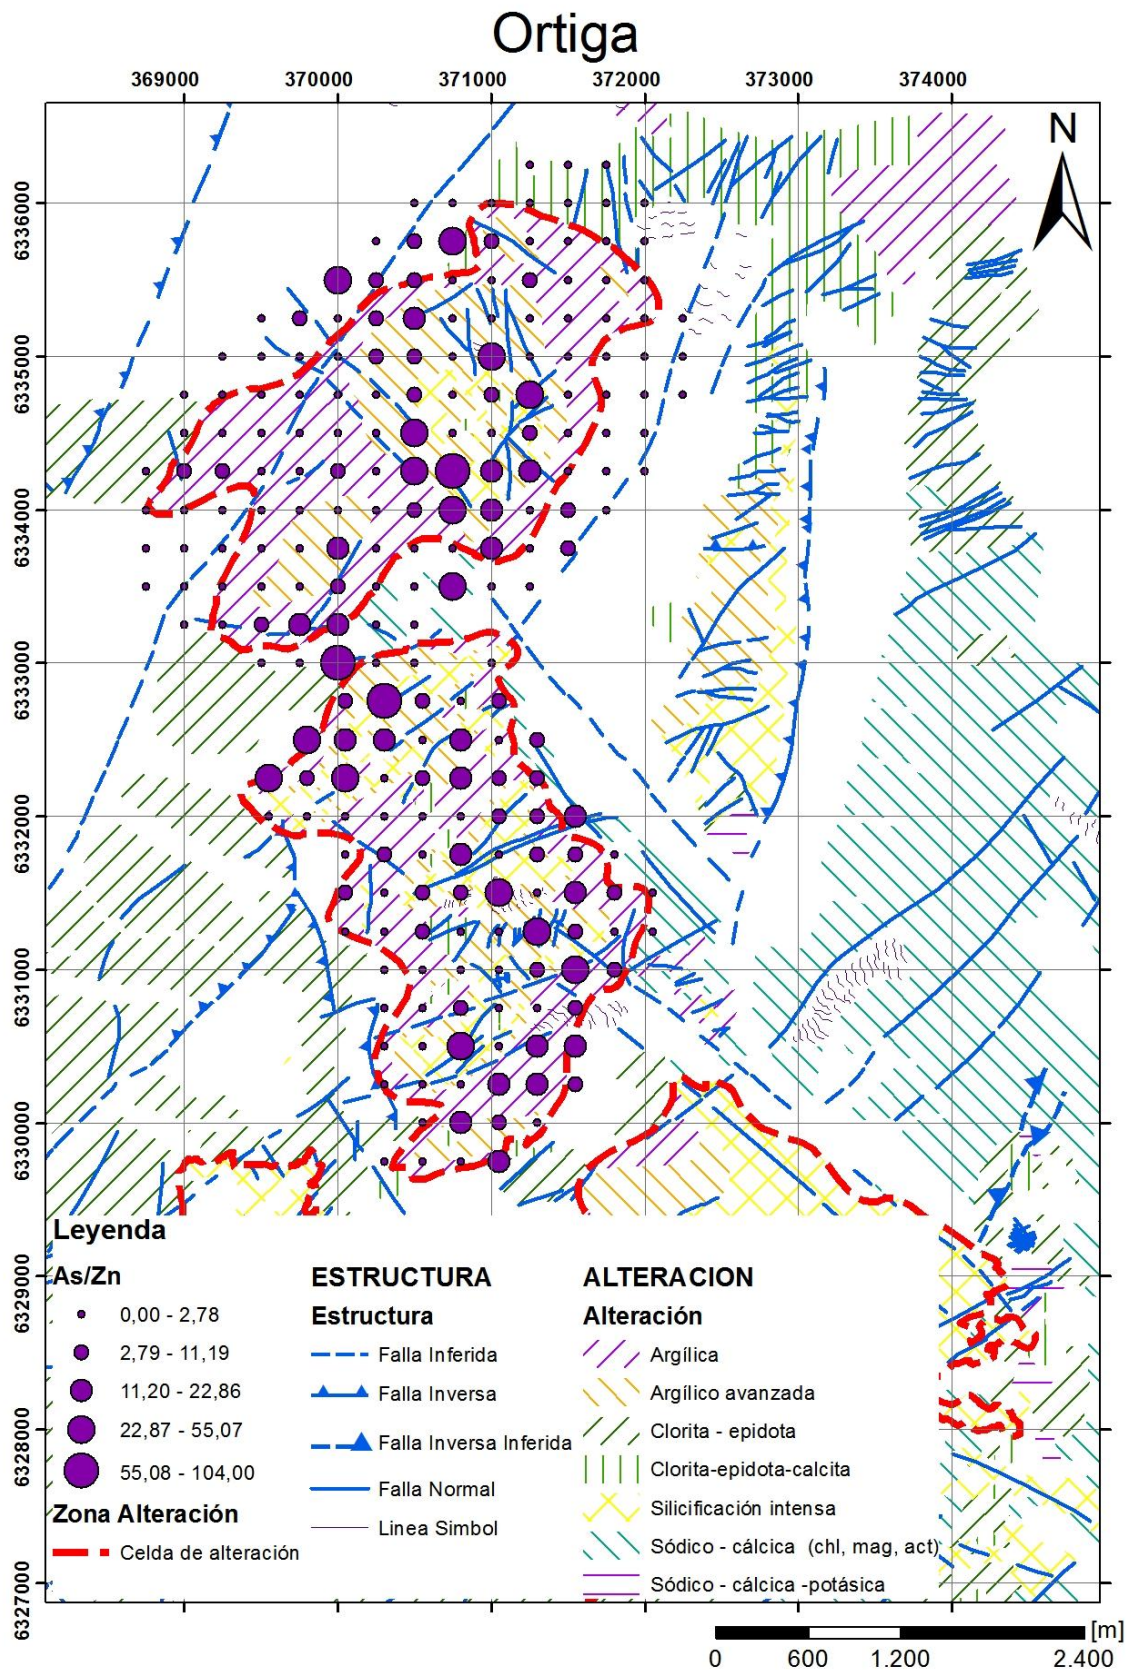 Ortiga
369000 370000 371000 372000 373000 374000
N
6336000
6335000
6334000
6333000
6332000
6331000
6330000
6329000
6328000
6327000
Leyenda
As/Zn
0,00 - 2,78
2,79 - 11,19
11,20 - 22,86
22,87 - 55,07
55,08 - 104,00
Zona Alteración
Celda de alteración
ESTRUCTURA
Estructura
Falla Inferida
Falla Inversa
Falla Inversa Inferida
Falla Normal
Linea Simbol
ALTERACION
Alteración
Argílica
Argílico avanzada
Clorita - epidota
Clorita-epidota-calcita
Silicificación intensa
Sódico - cálcica (chl, mag, act)
Sódico - cálcica -potásica
[m]
0 600 1.200 2.400